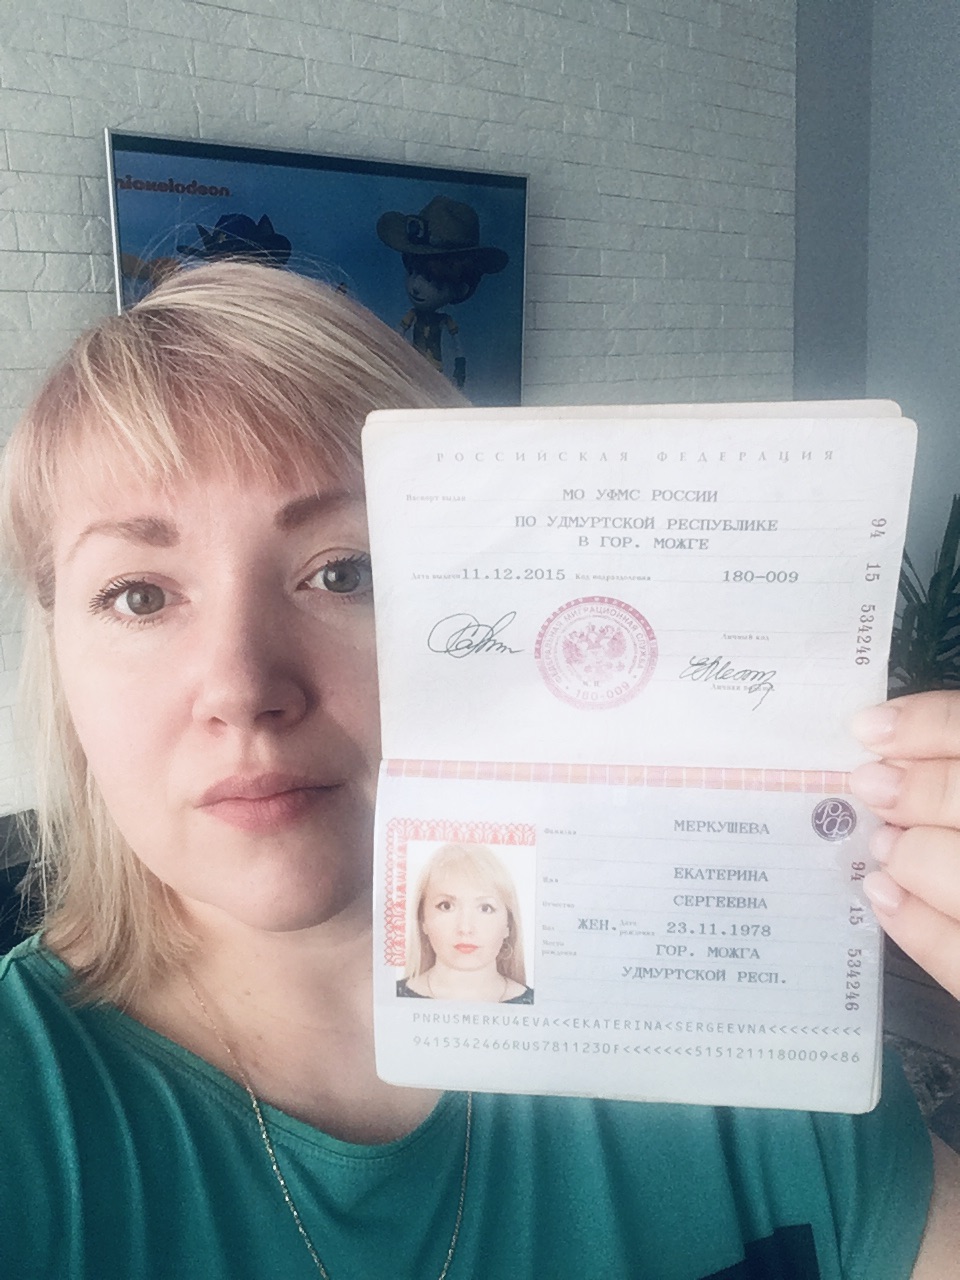 nickelodeon
РОССИЙСКАЯ ФЕДЕРАЦИЯ
Паспорт выдан МО УФМС РОССИИ
ПО УДМУРТСКОЙ РЕСПУБЛИКЕ
В ГОР. МОЖГЕ
Дата выдачи 11.12.2015 Код подразделения 180-009
Личный код
ФЕДЕРАЛЬНАЯ МИГРАЦИОННАЯ СЛУЖБА
М.П.
180-009
94 15 534246
Фамилия МЕРКУШЕВА
Имя ЕКАТЕРИНА
Отчество СЕРГЕЕВНА
Пол ЖЕН. Дата рождения 23.11.1978
Место рождения ГОР. МОЖГА
УДМУРТСКОЙ РЕСП.
РФ
94 15 534246
PNRUSMERKU4EVA<<EKATERINA<SERGEEVNA<<<<<<<<<
9415342466RUS7811230F<<<<<<<5151211180009<86